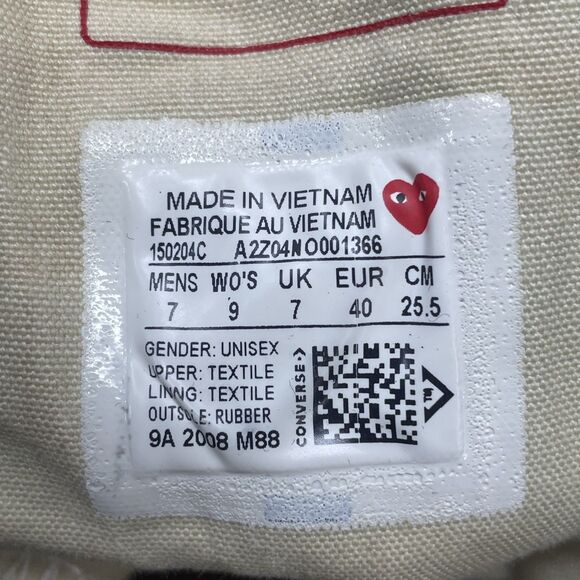 MADE IN VIETNAM
FABRIQUE AU VIETNAM
150204C A2Z04NO001366
MENS WO'S UK EUR CM
7 9 7 40 25.5
GENDER: UNISEX
UPPER: TEXTILE
LINNG: TEXTILE
OUTSOLE: RUBBER
9A 2008 M88
CONVERSE